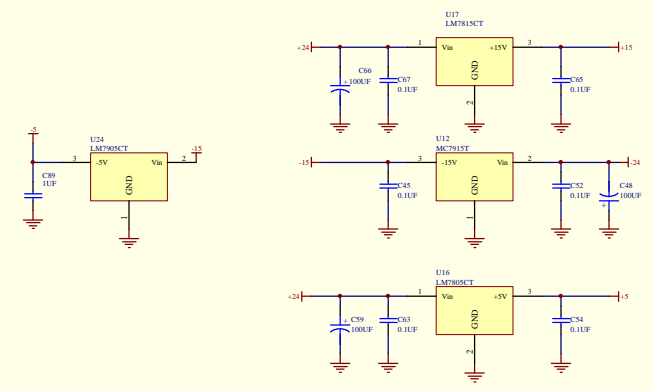 U17
LM7815CT
+24
1
Vin
+15V
3
+15
GND
2
C66
+ 100UF
C67
0.1UF
C65
0.1UF
-5
U24
LM7905CT
-15
3
-5V
Vin
2
GND
1
C89
1UF
U12
MC7915T
-15
3
-15V
Vin
2
-24
GND
1
C45
0.1UF
C52
0.1UF
C48
100UF
+
U16
LM7805CT
+24
1
Vin
+5V
3
+5
GND
2
+ C59
100UF
C63
0.1UF
C54
0.1UF